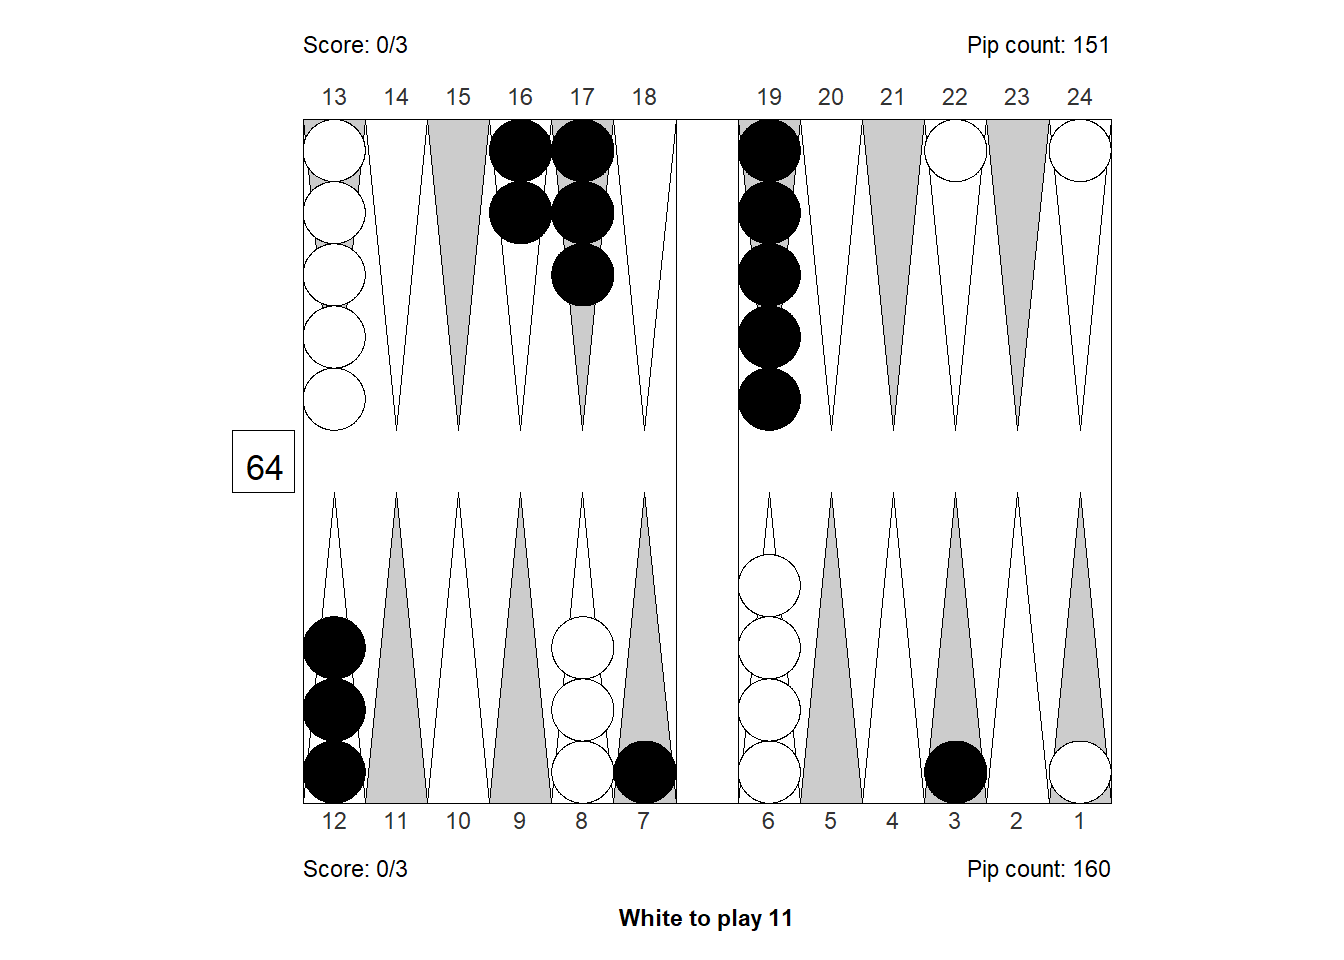 Score: 0/3 Pip count: 151
13 14 15 16 17 18 19 20 21 22 23 24
64
12 11 10 9 8 7 6 5 4 3 2 1
Score: 0/3 Pip count: 160
White to play 11